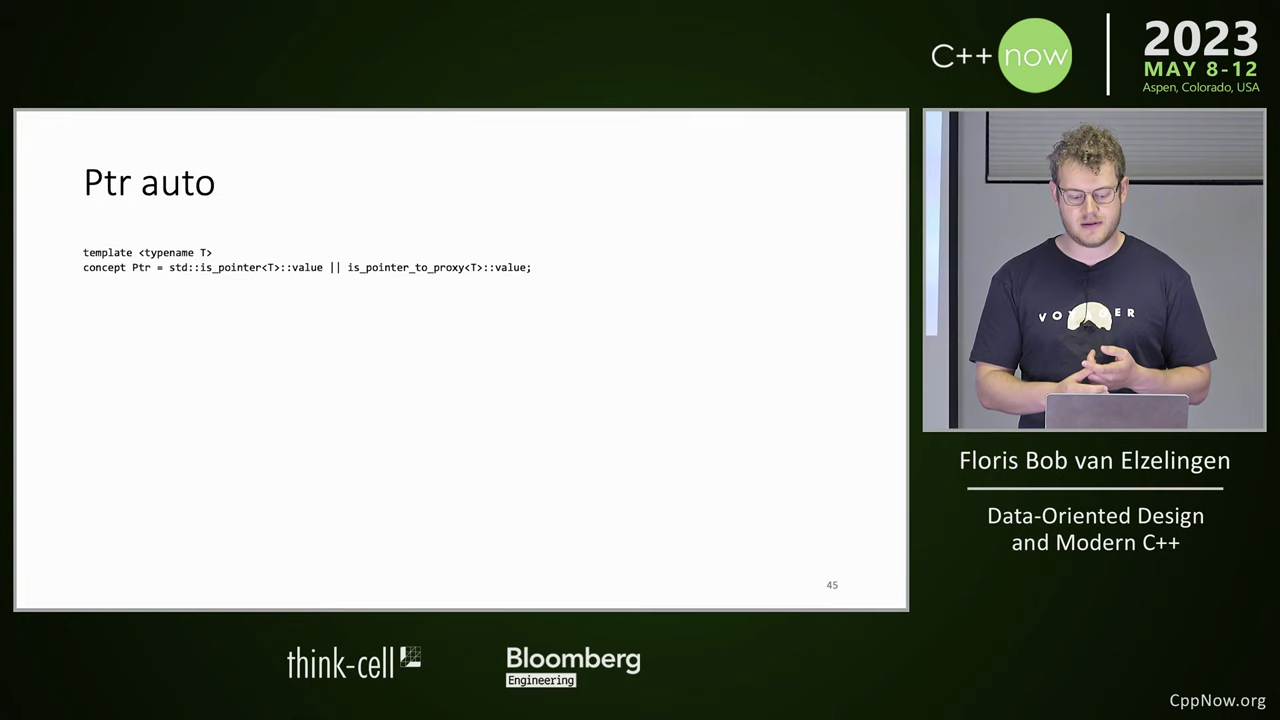 C++ now
2023
MAY 8-12
Aspen, Colorado, USA
Ptr auto
template <typename T>
concept Ptr = std::is_pointer<T>::value || is_pointer_to_proxy<T>::value;
45
VOYAGER
Floris Bob van Elzelingen
Data-Oriented Design
and Modern C++
think-cell
Bloomberg
Engineering
CppNow.org